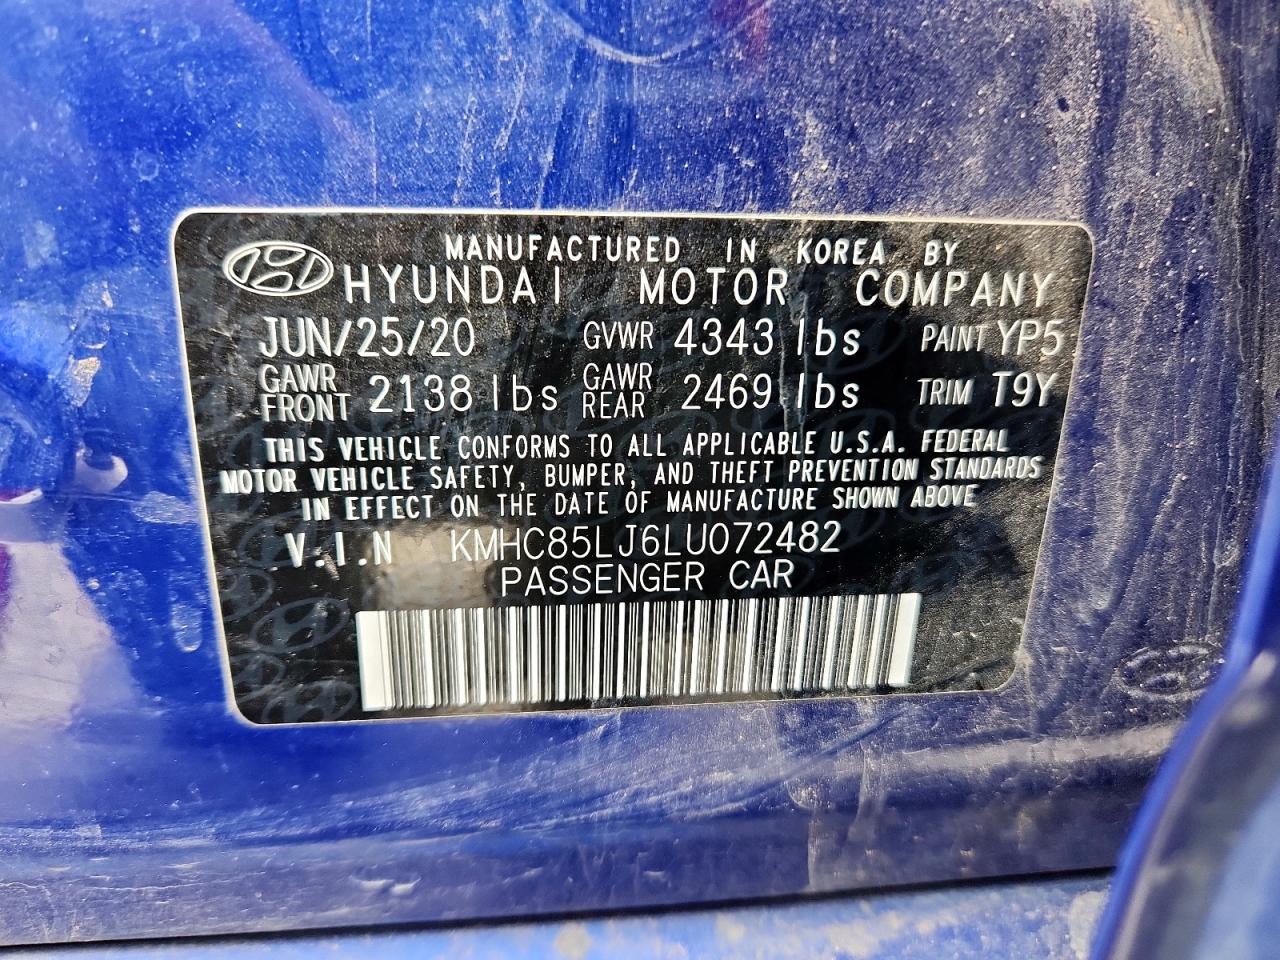 MANUFACTURED IN KOREA BY
HYUNDAI MOTOR COMPANY
JUN/25/20 GVWR 4343 lbs PAINT YP5
GAWR FRONT 2138 lbs GAWR REAR 2469 lbs TRIM T9Y
THIS VEHICLE CONFORMS TO ALL APPLICABLE U.S.A. FEDERAL
MOTOR VEHICLE SAFETY, BUMPER, AND THEFT PREVENTION STANDARDS
IN EFFECT ON THE DATE OF MANUFACTURE SHOWN ABOVE
V.I.N KMHC85LJ6LU072482
PASSENGER CAR